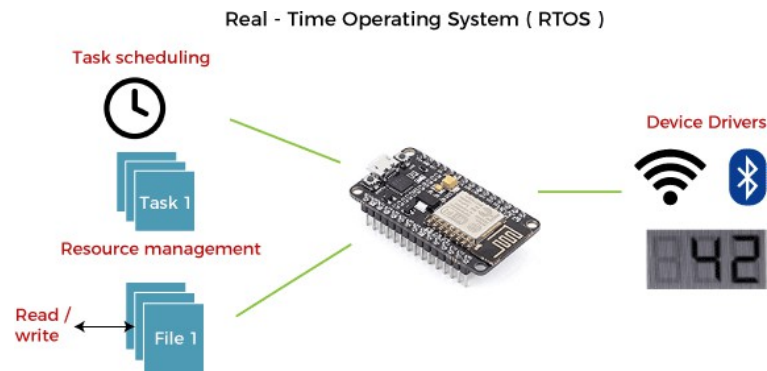 Real - Time Operating System ( RTOS )
Task scheduling
Task 1
Resource management
Read /
write
File 1
Device Drivers
42